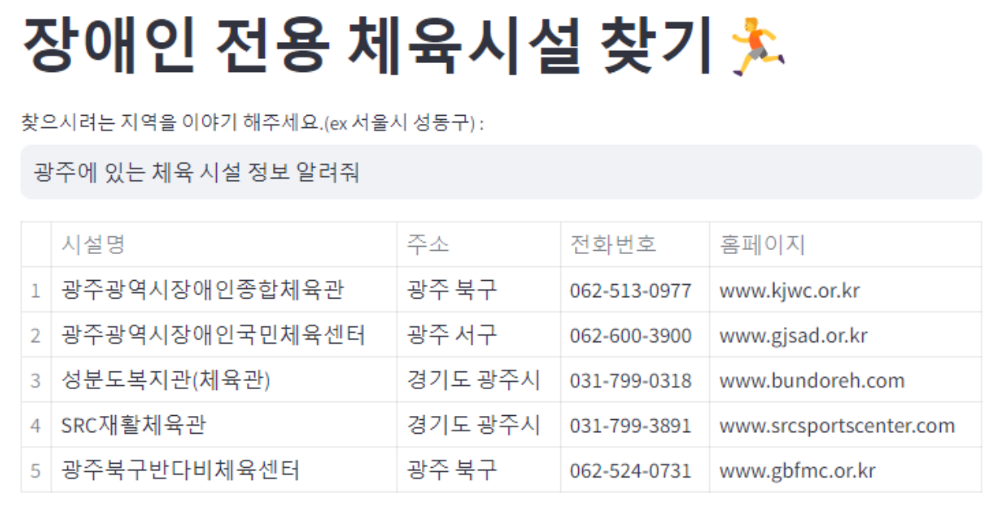 장애인 전용 체육시설 찾기
찾으시려는 지역을 이야기 해주세요.(ex 서울시 성동구) :
광주에 있는 체육 시설 정보 알려줘
시설명 주소 전화번호 홈페이지
1 광주광역시장애인종합체육관 광주 북구 062-513-0977 www.kjwc.or.kr
2 광주광역시장애인국민체육센터 광주 서구 062-600-3900 www.gjsad.or.kr
3 성분도복지관(체육관) 경기도 광주시 031-799-0318 www.bundoreh.com
4 SRC재활체육관 경기도 광주시 031-799-3891 www.srcsportscenter.com
5 광주북구반다비체육센터 광주 북구 062-524-0731 www.gbfmc.or.kr